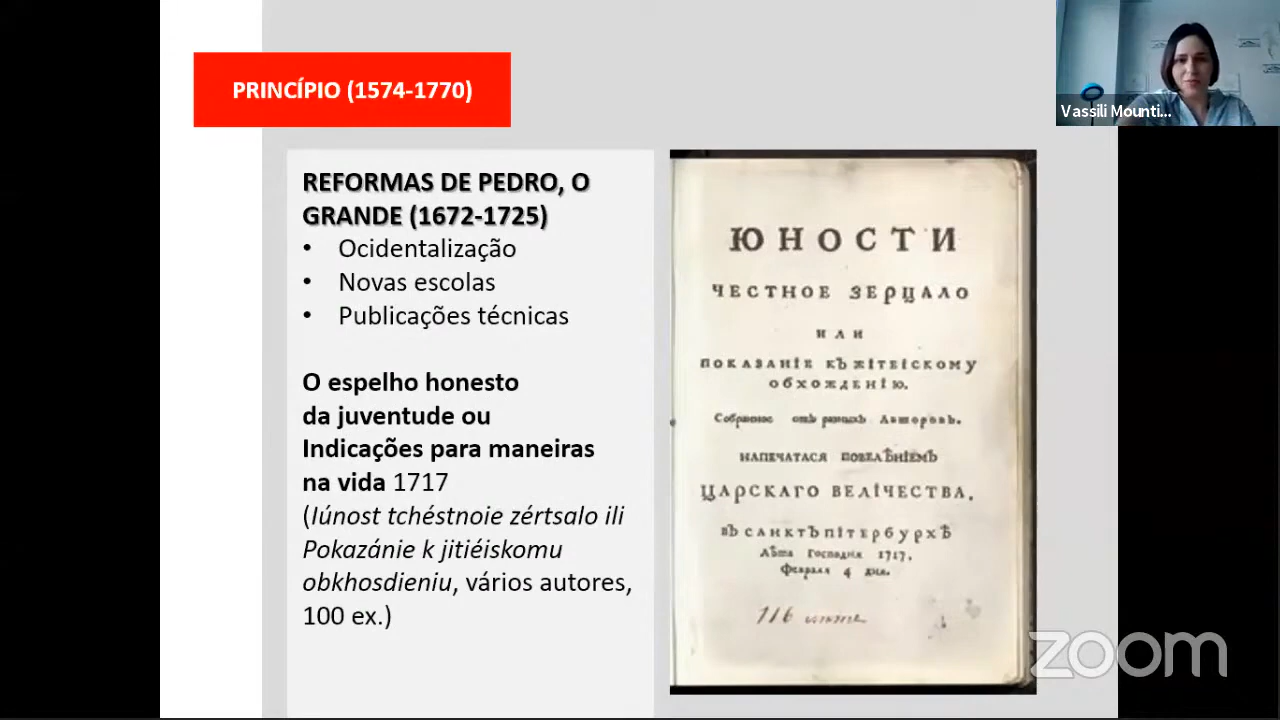 PRINCÍPIO (1574-1770)
Vassili Mounti...
REFORMAS DE PEDRO, O
GRANDE (1672-1725)
• Ocidentalização
• Novas escolas
• Publicações técnicas
O espelho honesto
da juventude ou
Indicações para maneiras
na vida 1717
(Iúnost tchéstnoie zértsalo ili
Pokazánie k jitiéiskomu
obkhosdieniu, vários autores,
100 ex.)
ЮНОСТИ
ЧЕСТНОЕ ЗЕРЦАЛО
ИЛИ
ПОКАЗАНІЕ КЪ ЖІТЕІСКОМУ
ОБХОЖДЕНІЮ.
Собранное отъ разныхъ Авторовъ.
НАПЕЧАТАСЯ ПОВЕЛѢНІЕМЪ
ЦАРСКАГО ВЕЛІЧЕСТВА,
ВЪ САНКТЪПІТЕРБУРХѢ
Лѣта Господня 1717,
Февраля 4 дня.
116
zoom